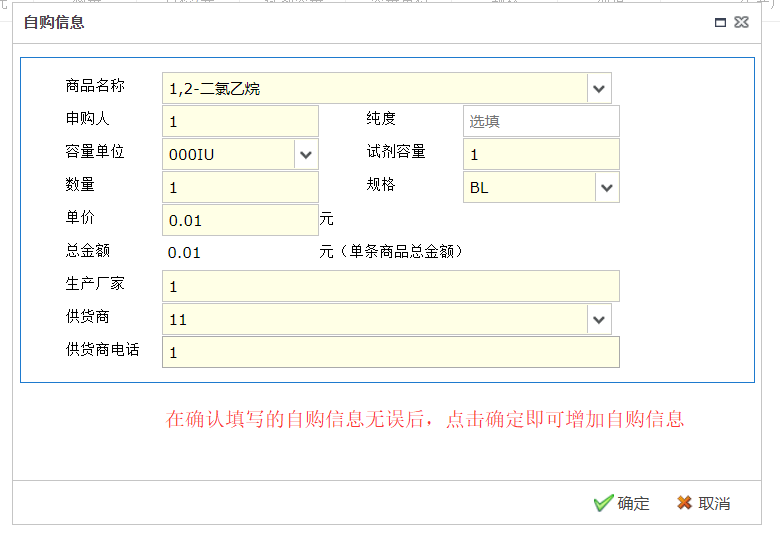 自购信息
商品名称 1,2-二氯乙烷
申购人 1 纯度 选填
容量单位 000IU 试剂容量 1
数量 1 规格 BL
单价 0.01 元
总金额 0.01 元（单条商品总金额）
生产厂家 1
供货商 11
供货商电话 1
在确认填写的自购信息无误后，点击确定即可增加自购信息
确定 取消